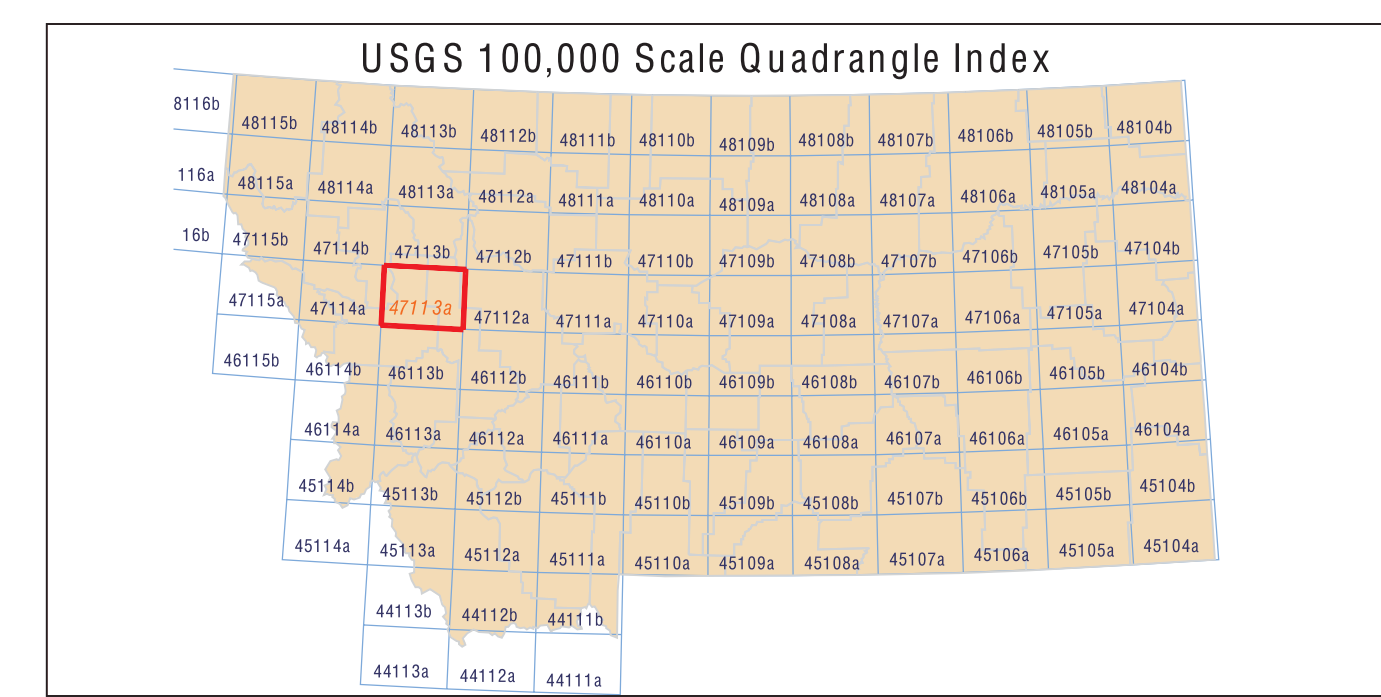 USGS 100,000 Scale Quadrangle Index
8116b 48115b 48114b 48113b 48112b 48111b 48110b 48109b 48108b 48107b 48106b 48105b 48104b
116a 48115a 48114a 48113a 48112a 48111a 48110a 48109a 48108a 48107a 48106a 48105a 48104a
16b 47115b 47114b 47113b 47112b 47111b 47110b 47109b 47108b 47107b 47106b 47105b 47104b
47115a 47114a 47113a 47112a 47111a 47110a 47109a 47108a 47107a 47106a 47105a 47104a
46115b 46114b 46113b 46112b 46111b 46110b 46109b 46108b 46107b 46106b 46105b 46104b
46114a 46113a 46112a 46111a 46110a 46109a 46108a 46107a 46106a 46105a 46104a
45114b 45113b 45112b 45111b 45110b 45109b 45108b 45107b 45106b 45105b 45104b
45114a 45113a 45112a 45111a 45110a 45109a 45108a 45107a 45106a 45105a 45104a
44113b 44112b 44111b
44113a 44112a 44111a